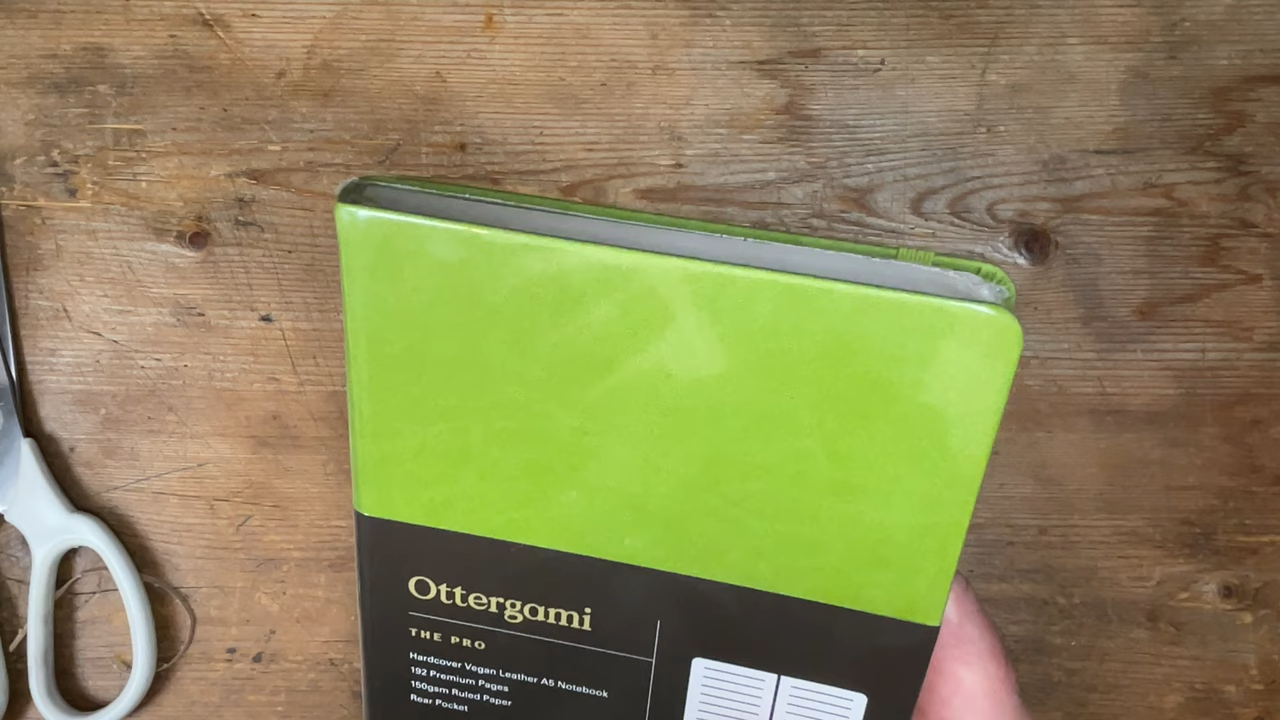 Ottergami
THE PRO
Hardcover Vegan Leather A5 Notebook
192 Premium Pages
150gsm Ruled Paper
Rear Pocket